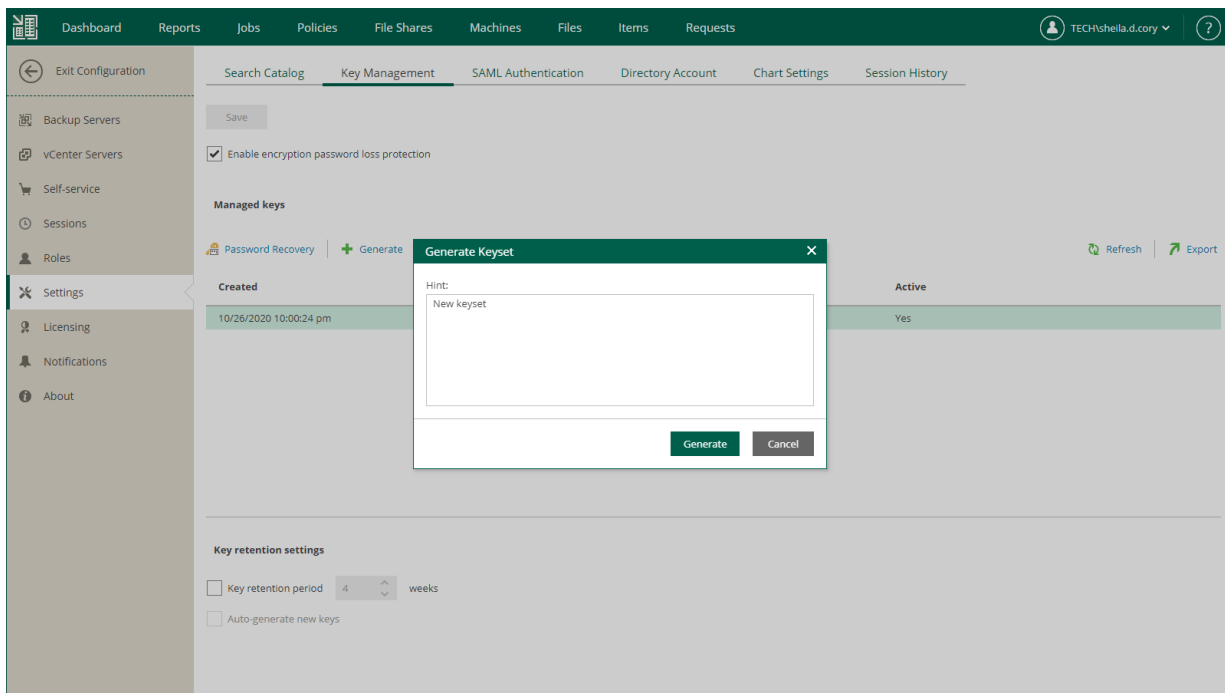 Dashboard Reports Jobs Policies File Shares Machines Files Items Requests TECH\sheila.d.cory ?
Exit Configuration
Search Catalog Key Management SAML Authentication Directory Account Chart Settings Session History
Backup Servers
Save
vCenter Servers
Enable encryption password loss protection
Self-service
Managed keys
Sessions
Password Recovery Generate
Generate Keyset
Refresh Export
Roles
Created
Hint:
Active
Settings
New keyset
10/26/2020 10:00:24 pm
Yes
Licensing
Notifications
About
Generate Cancel
Key retention settings
Key retention period 4 weeks
Auto-generate new keys